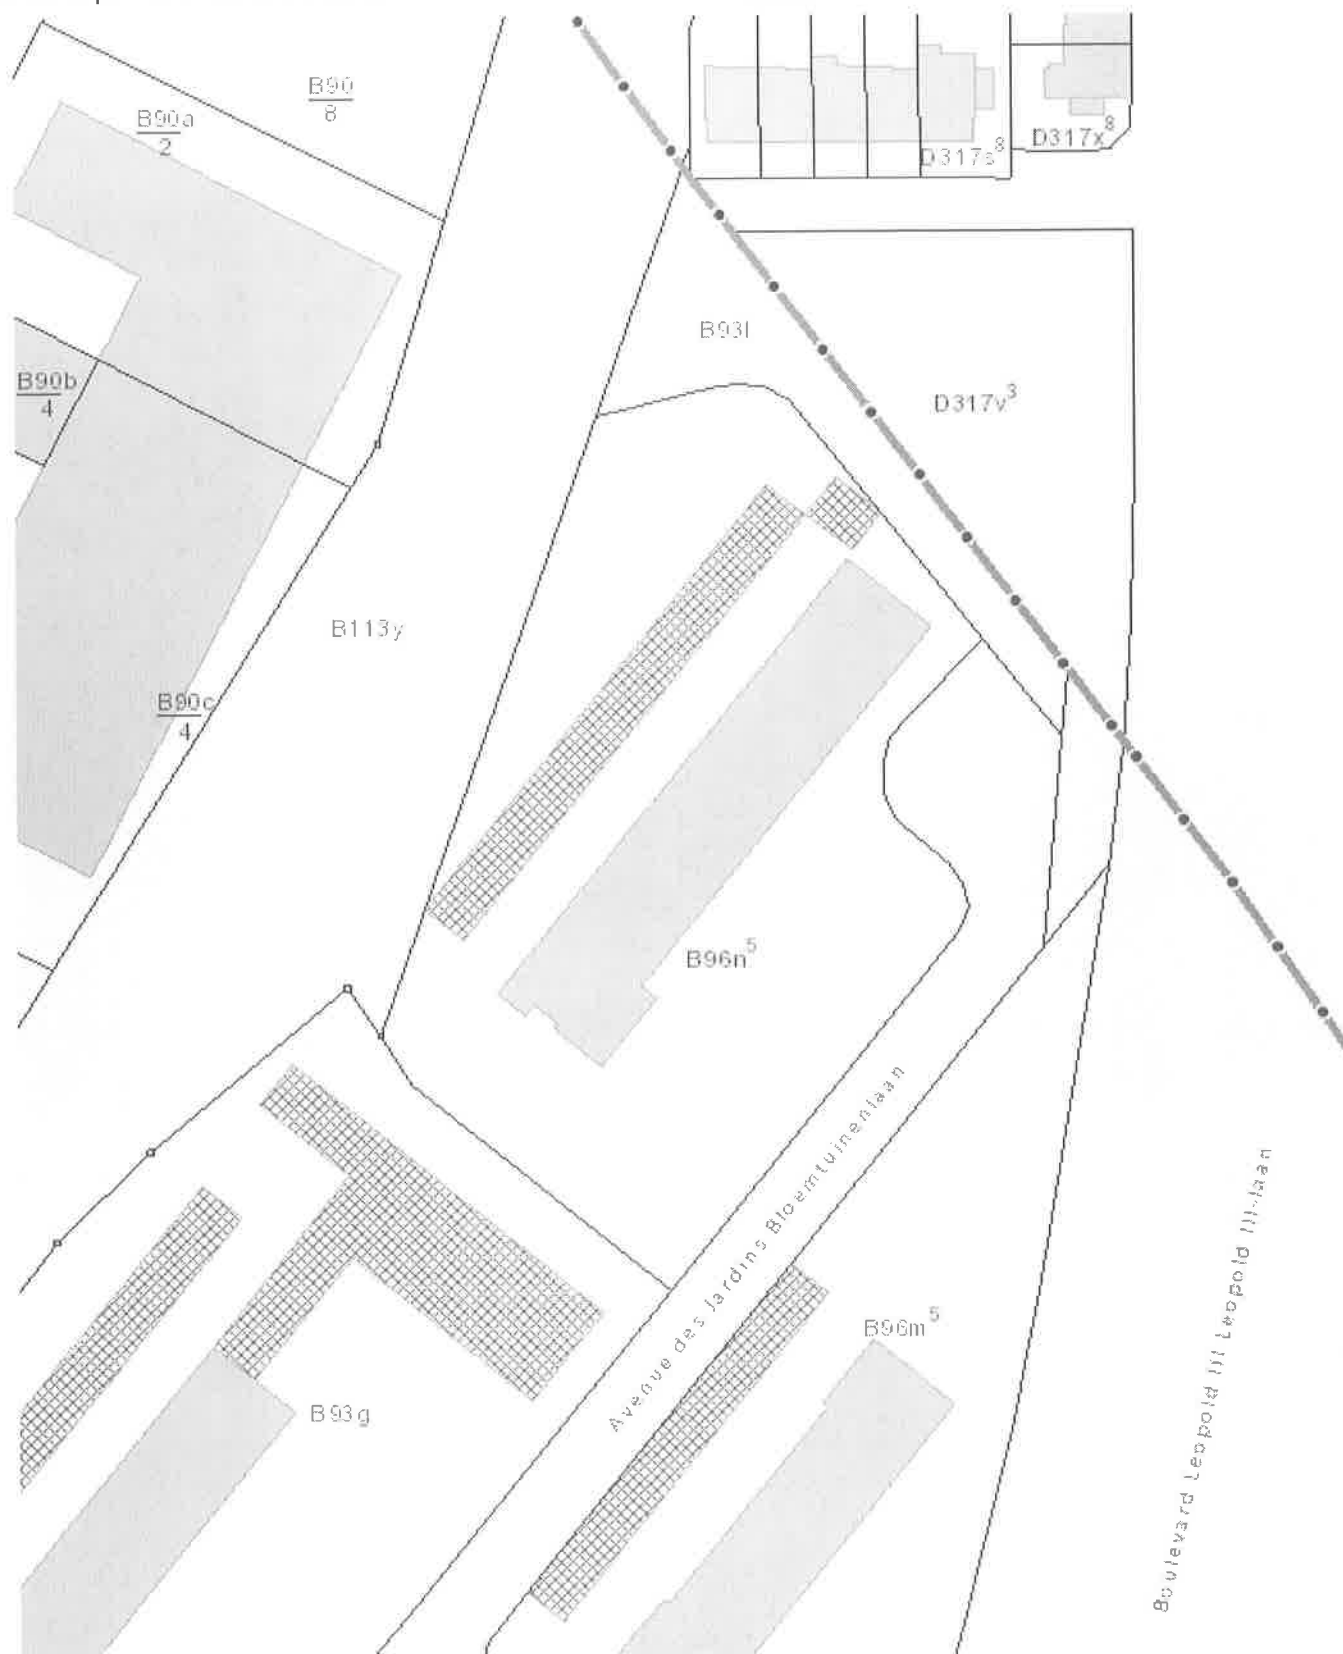 B90
8
B90a
2
D317s⁸
D317x⁸
B93l
B90b
4
D317v³
B113y
B90c
4
B96n⁵
Avenue des Jardins Bloemtuinenlaan
Boulevard Leopold III Leopold III-laan
B96m⁵
B93g